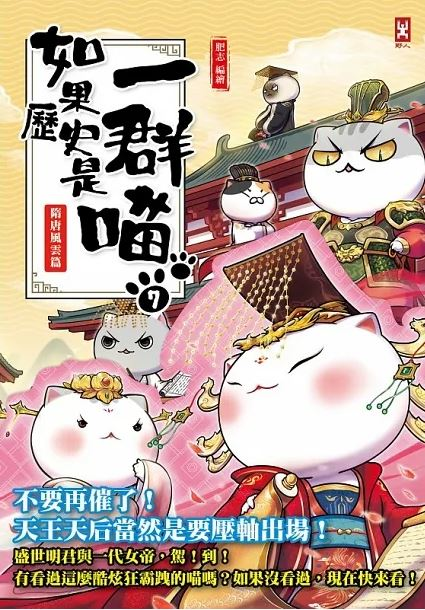 如果歷史是
一群喵
7
隋唐風雲篇
肥志 編繪
野人
不要再催了！
天王天后當然是要壓軸出場！
盛世明君與一代女帝，駕！到！
有看過這麼酷炫狂霸跩的喵嗎？如果沒看過，現在快來看！